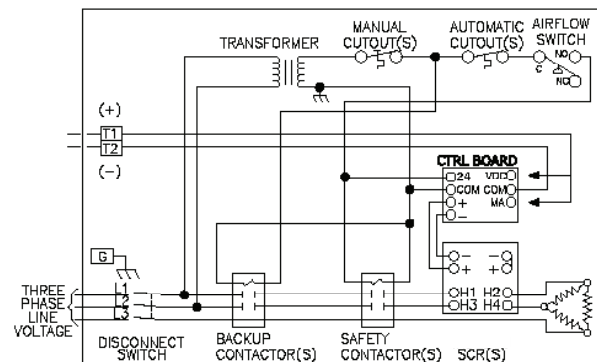 MANUAL
CUTOUT(S)
AUTOMATIC
CUTOUT(S)
AIRFLOW
SWITCH
TRANSFORMER
NO
C
NC
(+)
T1
T2
(-)
CTRL BOARD
24 VDC
COM COM
+ MA
-
G
- -
+ +
H1 H2
H3 H4
L1
L2
L3
THREE
PHASE
LINE
VOLTAGE
DISCONNECT
SWITCH
BACKUP
CONTACTOR(S)
SAFETY
CONTACTOR(S)
SCR(S)